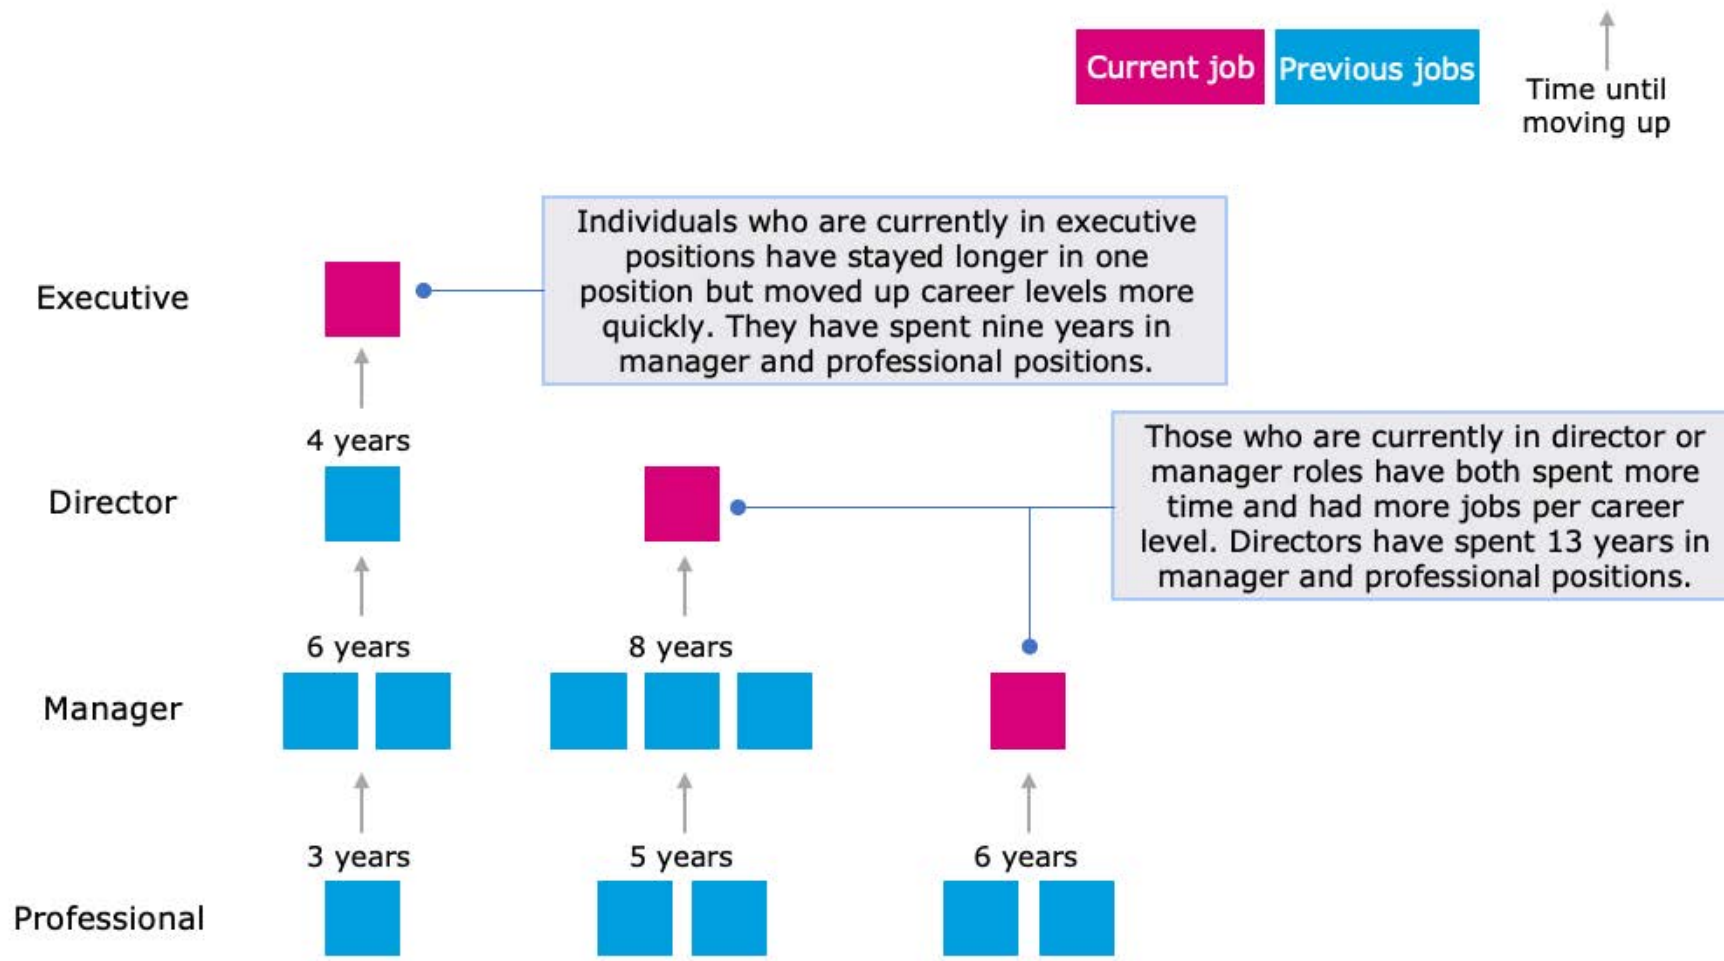 Current job
Previous jobs
Time until
moving up
Individuals who are currently in executive
positions have stayed longer in one
position but moved up career levels more
quickly. They have spent nine years in
manager and professional positions.
Executive
4 years
Those who are currently in director or
manager roles have both spent more
time and had more jobs per career
level. Directors have spent 13 years in
manager and professional positions.
Director
6 years
8 years
Manager
3 years
5 years
6 years
Professional